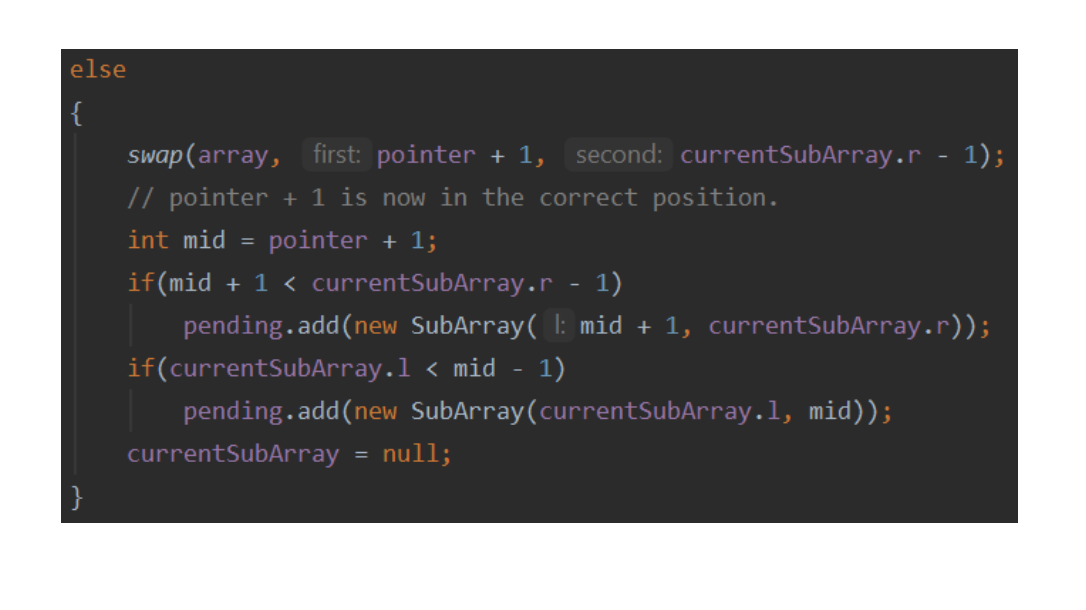 else
{
swap(array, first: pointer + 1, second: currentSubArray.r - 1);
// pointer + 1 is now in the correct position.
int mid = pointer + 1;
if(mid + 1 < currentSubArray.r - 1)
pending.add(new SubArray( l: mid + 1, currentSubArray.r));
if(currentSubArray.l < mid - 1)
pending.add(new SubArray(currentSubArray.l, mid));
currentSubArray = null;
}